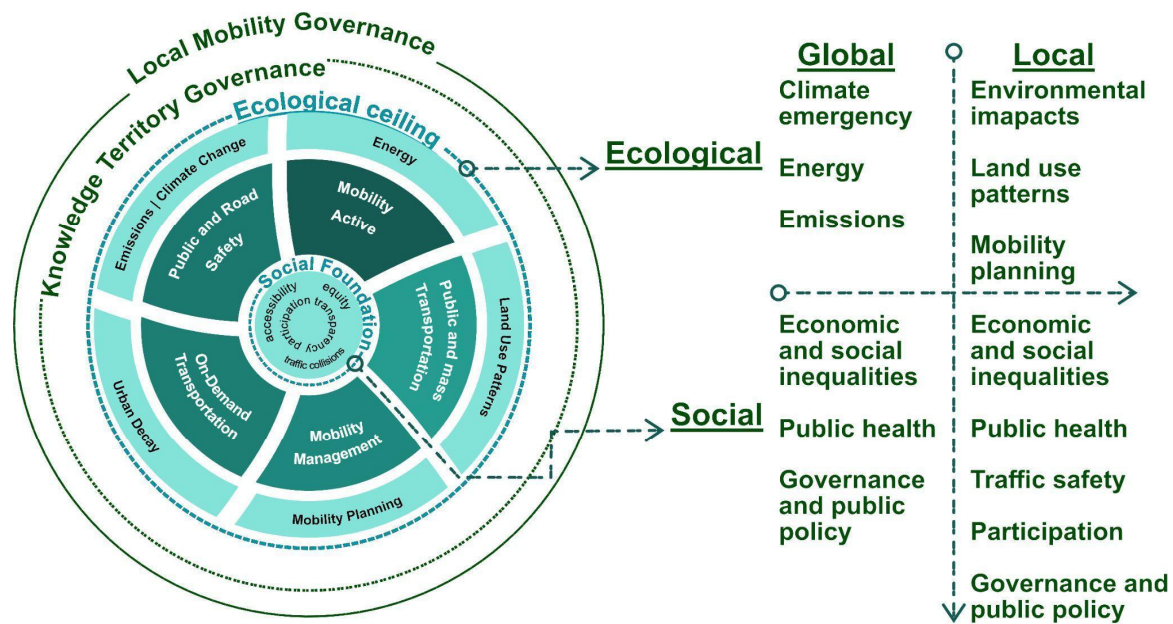 Local Mobility Governance
Knowledge Territory Governance
Ecological ceiling
Emissions | Climate Change
Energy
Land Use Patterns
Mobility Planning
Urban Decay
Public and Road
Safety
Mobility
Active
Public and mass
Transportation
Mobility
Management
On-Demand
Transportation
Social Foundation
accessibility
equity
participation transparency
traffic collisions
Ecological
Social
Global
Climate
emergency
Energy
Emissions
Economic
and social
inequalities
Public health
Governance
and public
policy
Local
Environmental
imapacts
Land use
patterns
Mobility
planning
Economic
and social
inequalities
Public health
Traffic safety
Participation
Governance and
public policy